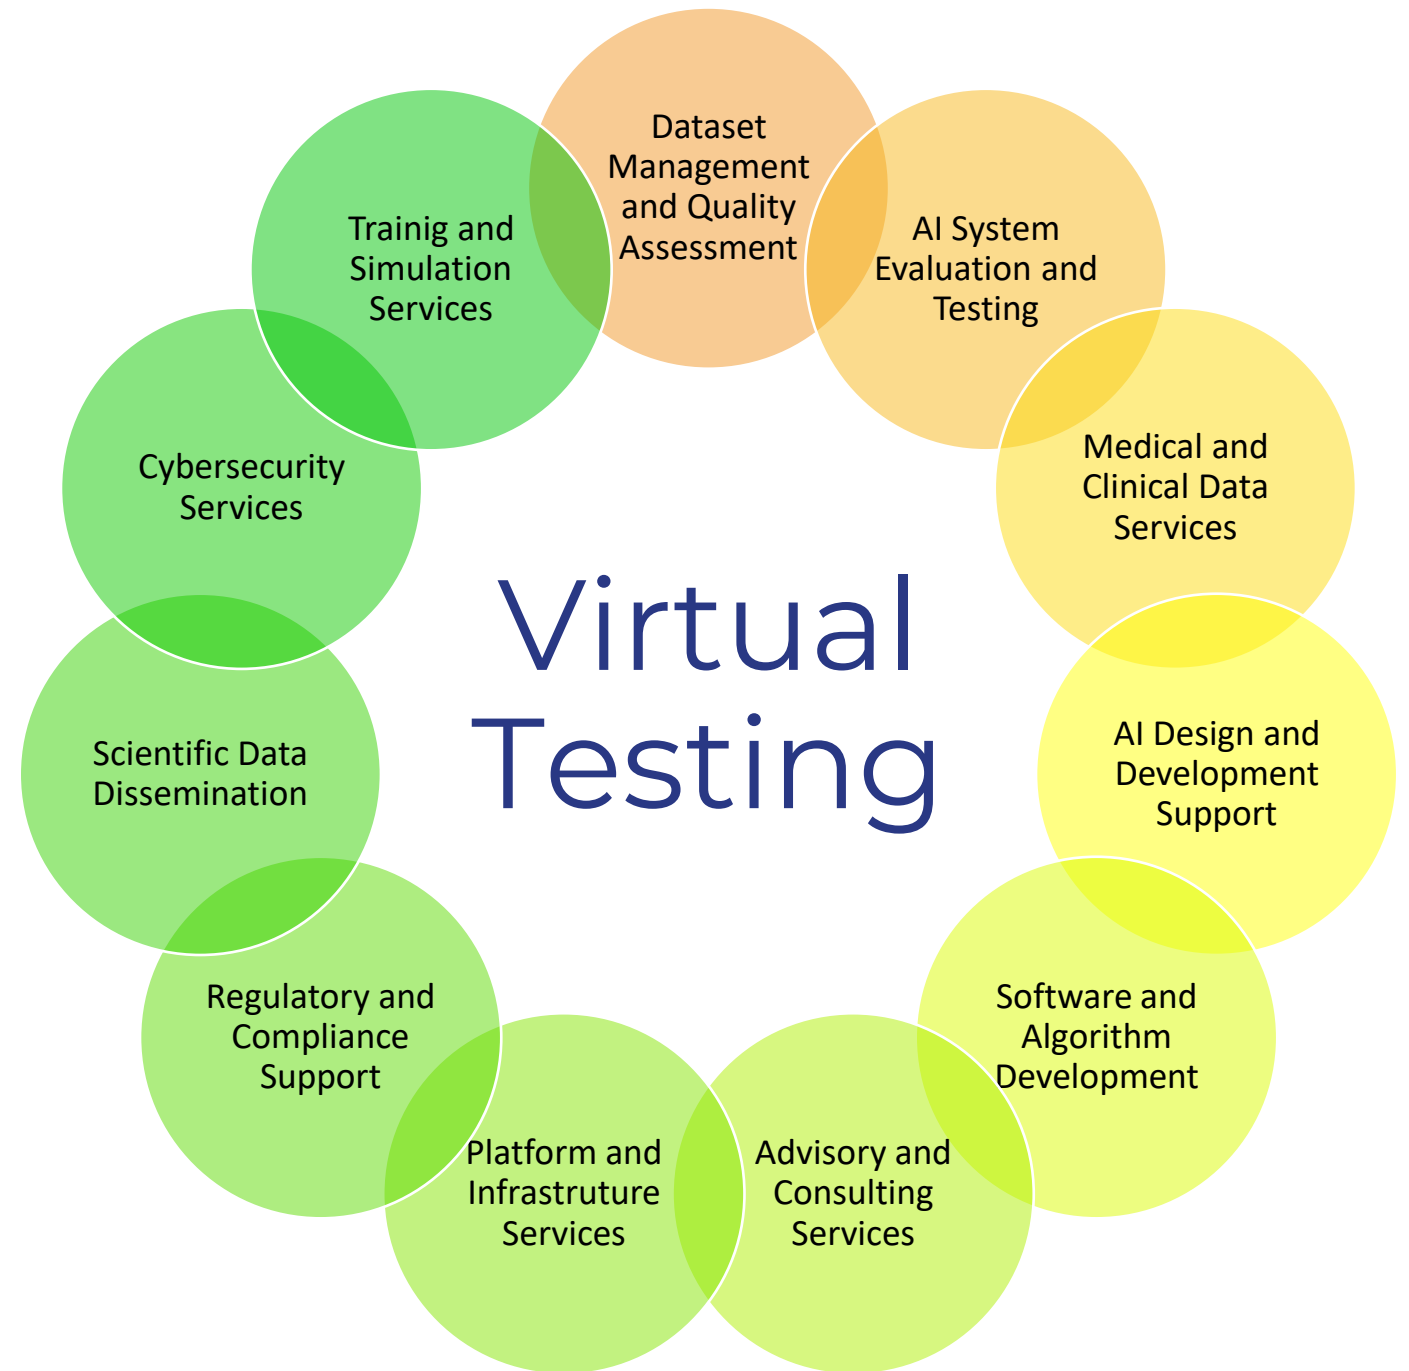 Dataset
Management
and Quality
Assessment
AI System
Evaluation and
Testing
Medical and
Clinical Data
Services
AI Design and
Development
Support
Software and
Algorithm
Development
Advisory and
Consulting
Services
Platform and
Infrastruture
Services
Regulatory and
Compliance
Support
Scientific Data
Dissemination
Cybersecurity
Services
Trainig and
Simulation
Services
Virtual
Testing